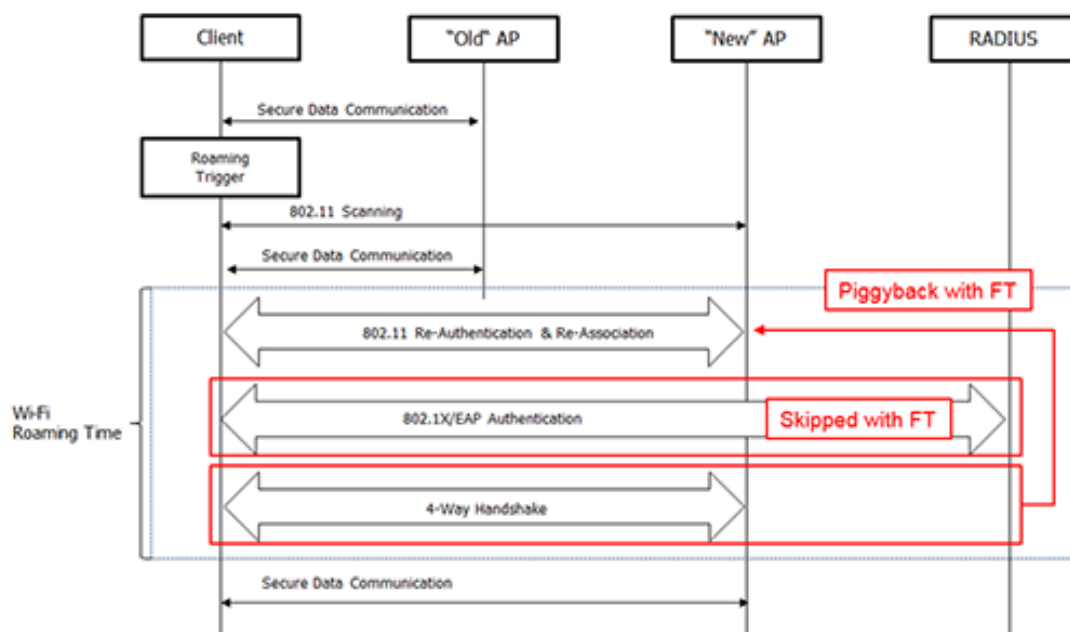 Client
"Old" AP
"New" AP
RADIUS
Secure Data Communication
Roaming
Trigger
802.11 Scanning
Secure Data Communication
Piggyback with FT
802.11 Re-Authentication & Re-Association
Wi-Fi
Roaming Time
802.1X/EAP Authentication
Skipped with FT
4-Way Handshake
Secure Data Communication